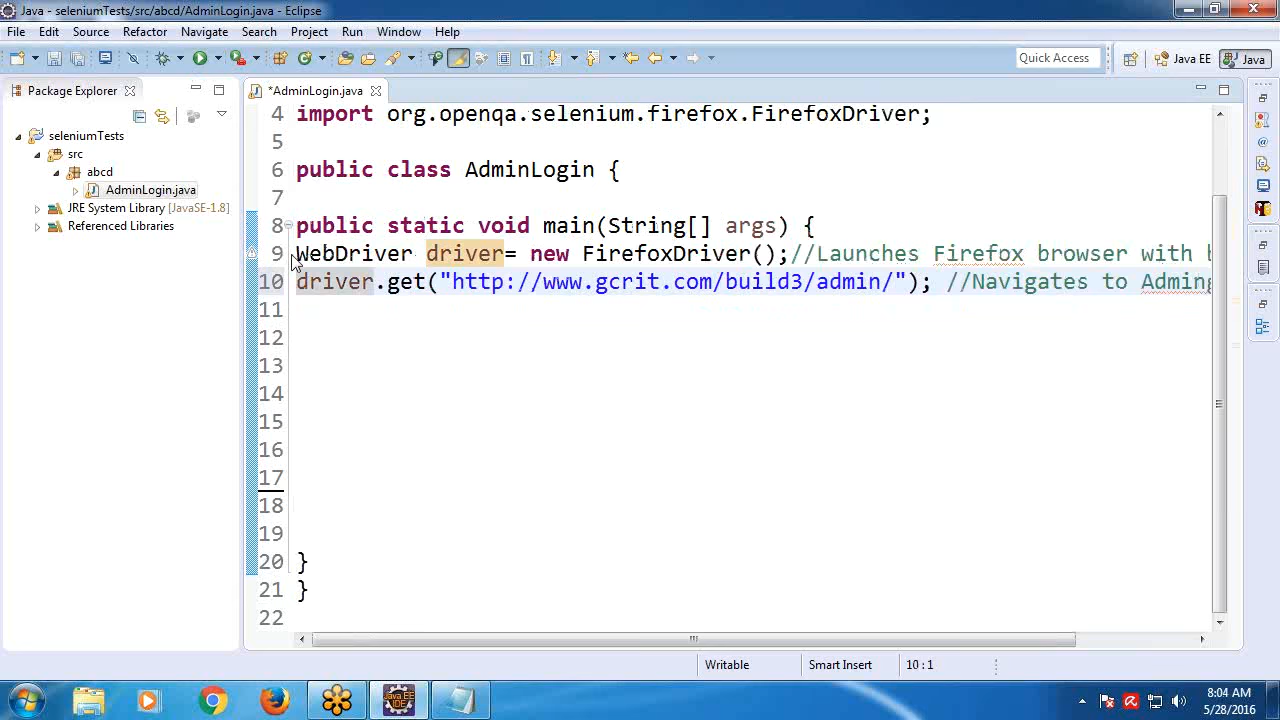 Java - seleniumTests/src/abcd/AdminLogin.java - Eclipse
File Edit Source Refactor Navigate Search Project Run Window Help
Quick Access Java EE Java
Package Explorer
*AdminLogin.java
seleniumTests
src
abcd
AdminLogin.java
JRE System Library [JavaSE-1.8]
Referenced Libraries
4 import org.openqa.selenium.firefox.FirefoxDriver;
5
6 public class AdminLogin {
7
8 public static void main(String[] args) {
9 WebDriver driver= new FirefoxDriver();//Launches Firefox browser with b
10 driver.get("http://www.gcrit.com/build3/admin/"); //Navigates to Adming
11
12
13
14
15
16
17
18
19
20 }
21 }
22
Writable Smart Insert 10 : 1
Java EE
IDE
8:04 AM
5/28/2016